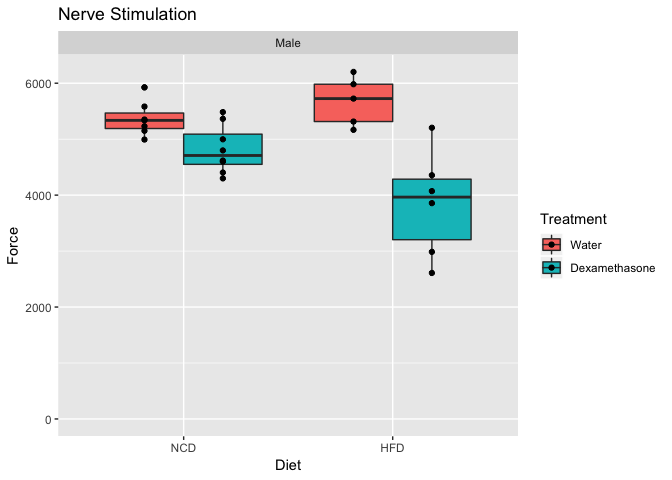 Nerve Stimulation
Male
6000
4000
2000
0
Force
NCD
HFD
Diet
Treatment
Water
Dexamethasone